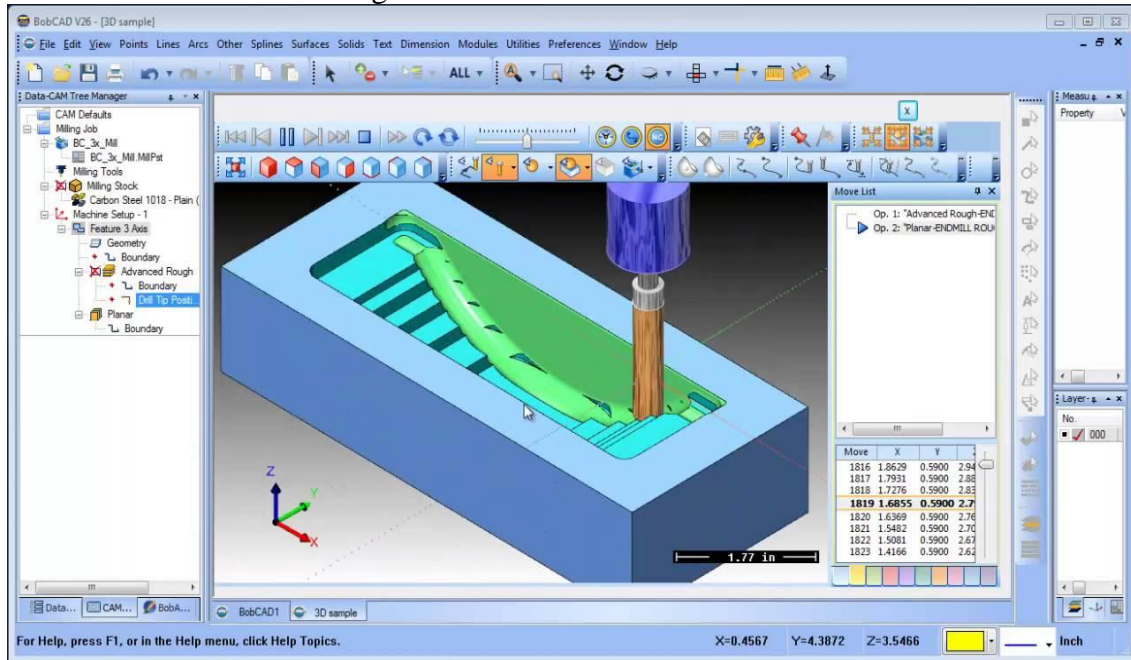 BobCAD V26 - [3D sample]
File Edit View Points Lines Arcs Other Splines Surfaces Solids Text Dimension Modules Utilities Preferences Window Help
ALL
Data-CAM Tree Manager
CAM Defaults
Milling Job
BC_3x_Mill
BC_3x_Mill.MillPst
Milling Tools
Milling Stock
Carbon Steel 1018 - Plain (
Machine Setup - 1
Feature 3 Axis
Geometry
Boundary
Advanced Rough
Boundary
Drill Tip Posti...
Planar
Boundary
Data... CAM... BobA...
X
NC
Z
Y
X
1.77 in
Move List
Op. 1: "Advanced Rough-END
Op. 2: "Planar-ENDMILL ROU
Move X Y
1816 1.8629 0.5900 2.94
1817 1.7931 0.5900 2.88
1818 1.7276 0.5900 2.83
1819 1.6855 0.5900 2.7
1820 1.6369 0.5900 2.76
1821 1.5482 0.5900 2.70
1822 1.5081 0.5900 2.67
1823 1.4166 0.5900 2.62
Measu
Property V
Layer-
No.
000
BobCAD1 3D sample
For Help, press F1, or in the Help menu, click Help Topics.
X=0.4567 Y=4.3872 Z=3.5466 Inch